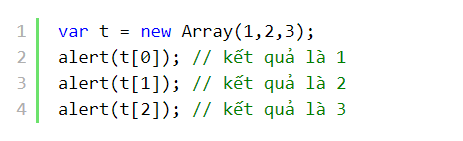 1 var t = new Array(1,2,3);
2 alert(t[0]); // kết quả là 1
3 alert(t[1]); // kết quả là 2
4 alert(t[2]); // kết quả là 3